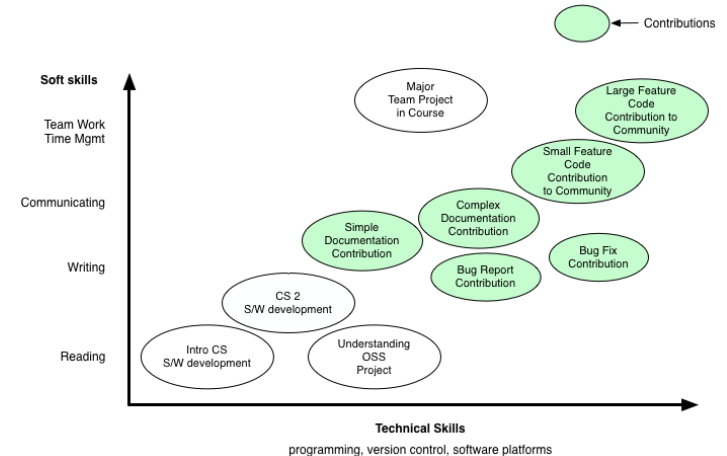 Contributions
Soft skills
Team Work
Time Mgmt
Communicating
Writing
Reading
Major
Team Project
in Course
Large Feature
Code
Contribution to
Community
Small Feature
Code
Contribution
to Community
Complex
Documentation
Contribution
Simple
Documentation
Contribution
Bug Fix
Contribution
Bug Report
Contribution
CS 2
S/W development
Intro CS
S/W development
Understanding
OSS
Project
Technical Skills
programming, version control, software platforms